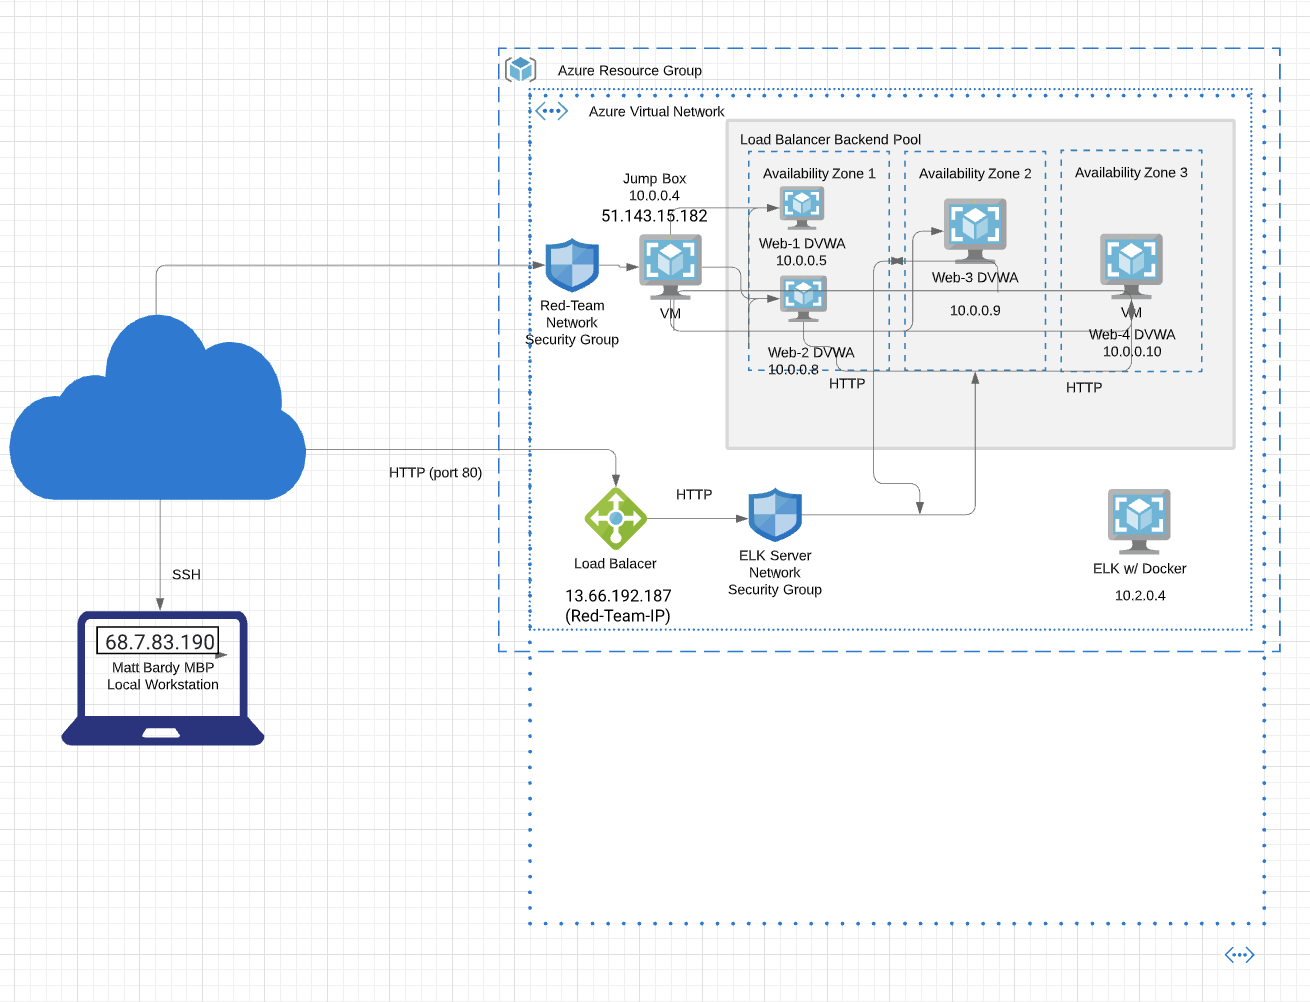 Azure Resource Group
Azure Virtual Network
Load Balancer Backend Pool
Availability Zone 1
Availability Zone 2
Availability Zone 3
Jump Box
10.0.0.4
51.143.15.182
VM
Web-1 DVWA
10.0.0.5
Web-2 DVWA
10.0.0.8
Web-3 DVWA
10.0.0.9
VM
Web-4 DVWA
10.0.0.10
HTTP
HTTP
Red-Team
Network
Security Group
HTTP (port 80)
HTTP
Load Balacer
13.66.192.187
(Red-Team-IP)
ELK Server
Network
Security Group
ELK w/ Docker
10.2.0.4
SSH
68.7.83.190
Matt Bardy MBP
Local Workstation